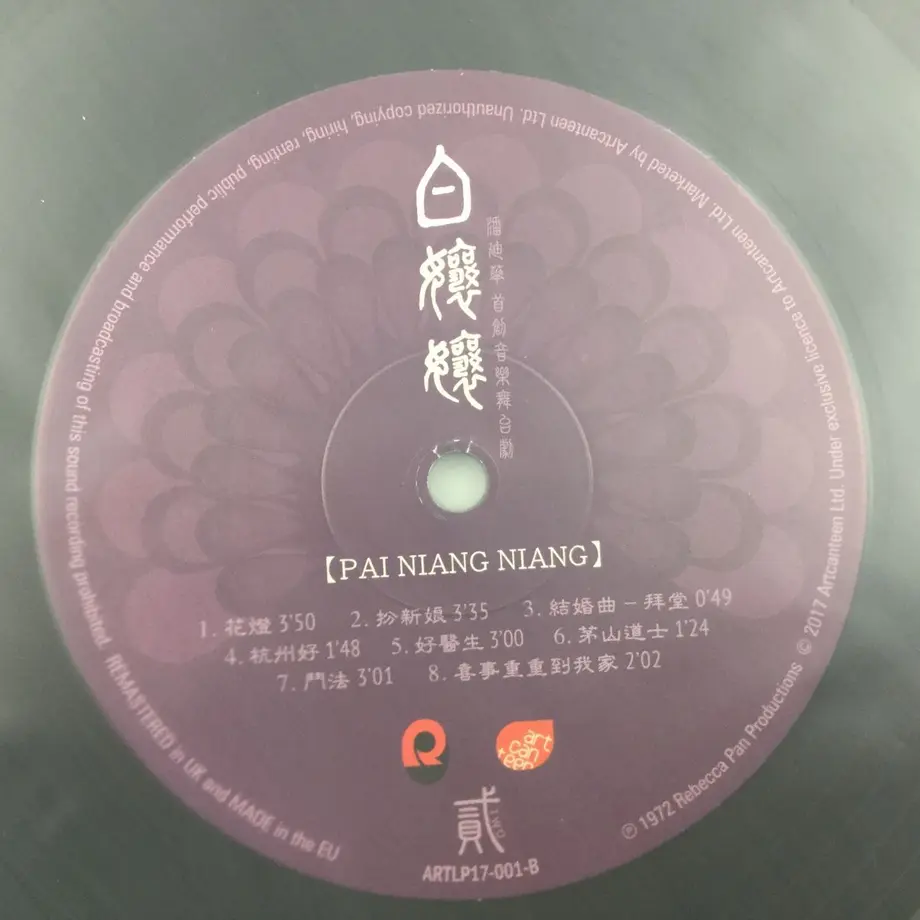 白
孃
孃
潘迪華 首創音樂舞台劇
【PAI NIANG NIANG】
1. 花燈 3'50 2. 扮新娘 3'35 3. 結婚曲 – 拜堂 0'49
4. 杭州好 1'48 5. 好醫生 3'00 6. 茅山道士 1'24
7. 鬥法 3'01 8. 喜事重重到我家 2'02
art
can
teen
貳
TWO
ARTLP17-001-B
Ⓟ 1972 Rebecca Pan Productions © 2017 Artcanteen Ltd. Under exclusive licence to Artcanteen Ltd. Marketed by Artcanteen Ltd. Unauthorized copying, hiring, renting, public performance and broadcasting of this sound recording prohibited. REMASTERED in UK and MADE in the EU